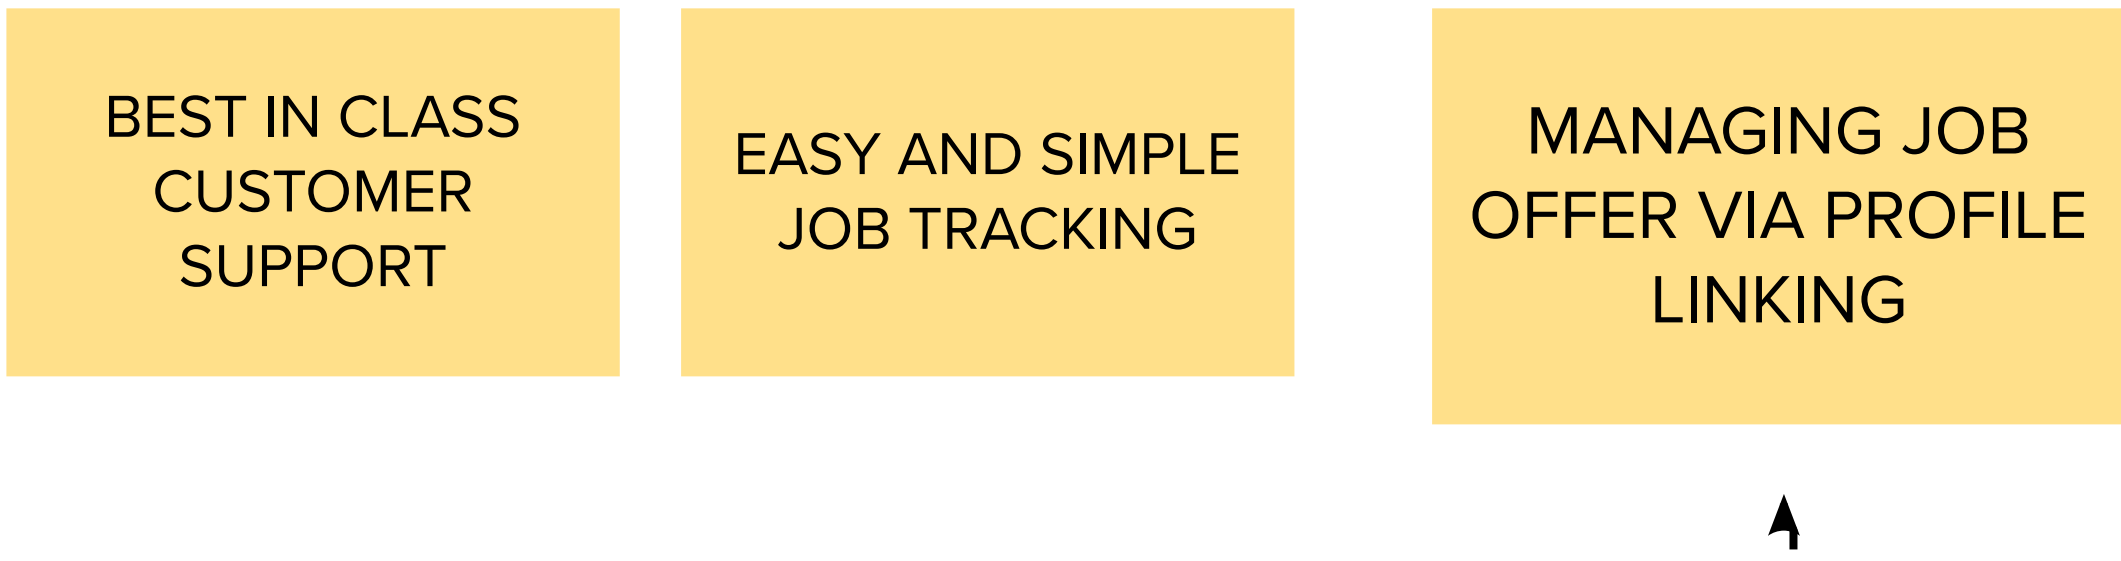 BEST IN CLASS
CUSTOMER
SUPPORT
EASY AND SIMPLE
JOB TRACKING
MANAGING JOB
OFFER VIA PROFILE
LINKING